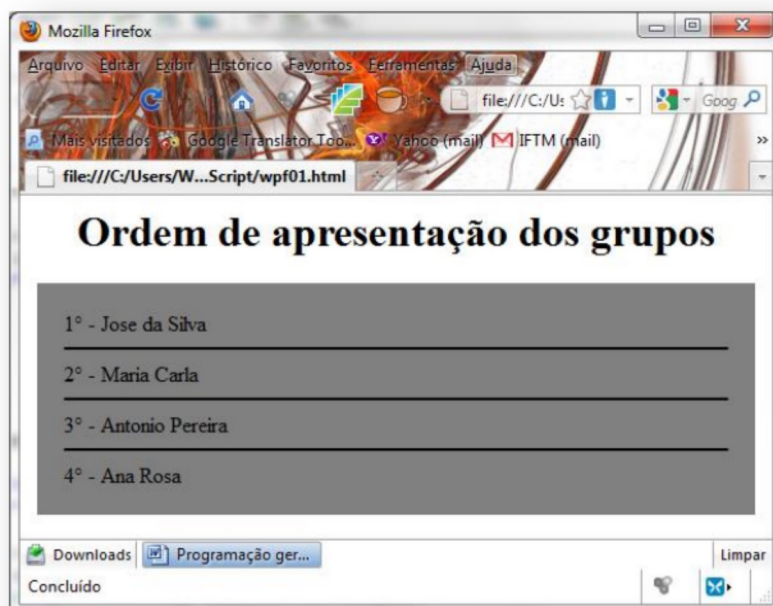 Mozilla Firefox
Arquivo Editar Exibir Histórico Favoritos Ferramentas Ajuda
file:///C:/U: Goog
Mais visitados Google Translator Too... Yahoo (mail) IFTM (mail) »
file:///C:/Users/W...Script/wpf01.html
Ordem de apresentação dos grupos
1° - Jose da Silva
2° - Maria Carla
3° - Antonio Pereira
4° - Ana Rosa
Downloads Programação ger... Limpar
Concluído